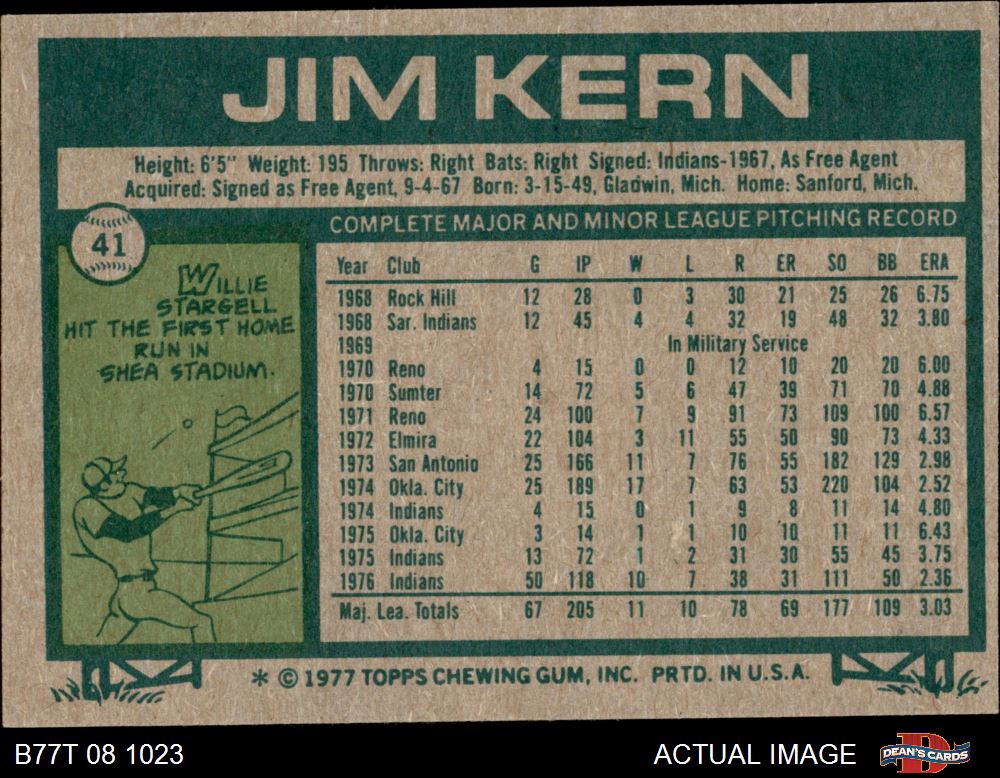 JIM KERN
Height: 6'5" Weight: 195 Throws: Right Bats: Right Signed: Indians-1967, As Free Agent
Acquired: Signed as Free Agent, 9-4-67 Born: 3-15-49, Gladwin, Mich. Home: Sanford, Mich.
41
WILLIE
STARGELL
HIT THE FIRST HOME
RUN IN
SHEA STADIUM.
COMPLETE MAJOR AND MINOR LEAGUE PITCHING RECORD
Year Club G IP W L R ER SO BB ERA
1968 Rock Hill 12 28 0 3 30 21 25 26 6.75
1968 Sar. Indians 12 45 4 4 32 19 48 32 3.80
1969 In Military Service
1970 Reno 4 15 0 0 12 10 20 20 6.00
1970 Sumter 14 72 5 6 47 39 71 70 4.88
1971 Reno 24 100 7 9 91 73 109 100 6.57
1972 Elmira 22 104 3 11 55 50 90 73 4.33
1973 San Antonio 25 166 11 7 76 55 182 129 2.98
1974 Okla. City 25 189 17 7 63 53 220 104 2.52
1974 Indians 4 15 0 1 9 8 11 14 4.80
1975 Okla. City 3 14 1 1 10 10 11 11 6.43
1975 Indians 13 72 1 2 31 30 55 45 3.75
1976 Indians 50 118 10 7 38 31 111 50 2.36
Maj. Lea. Totals 67 205 11 10 78 69 177 109 3.03
* © 1977 TOPPS CHEWING GUM, INC. PRTD. IN U.S.A.
B77T 08 1023
ACTUAL IMAGE
D
DEAN'S CARDS